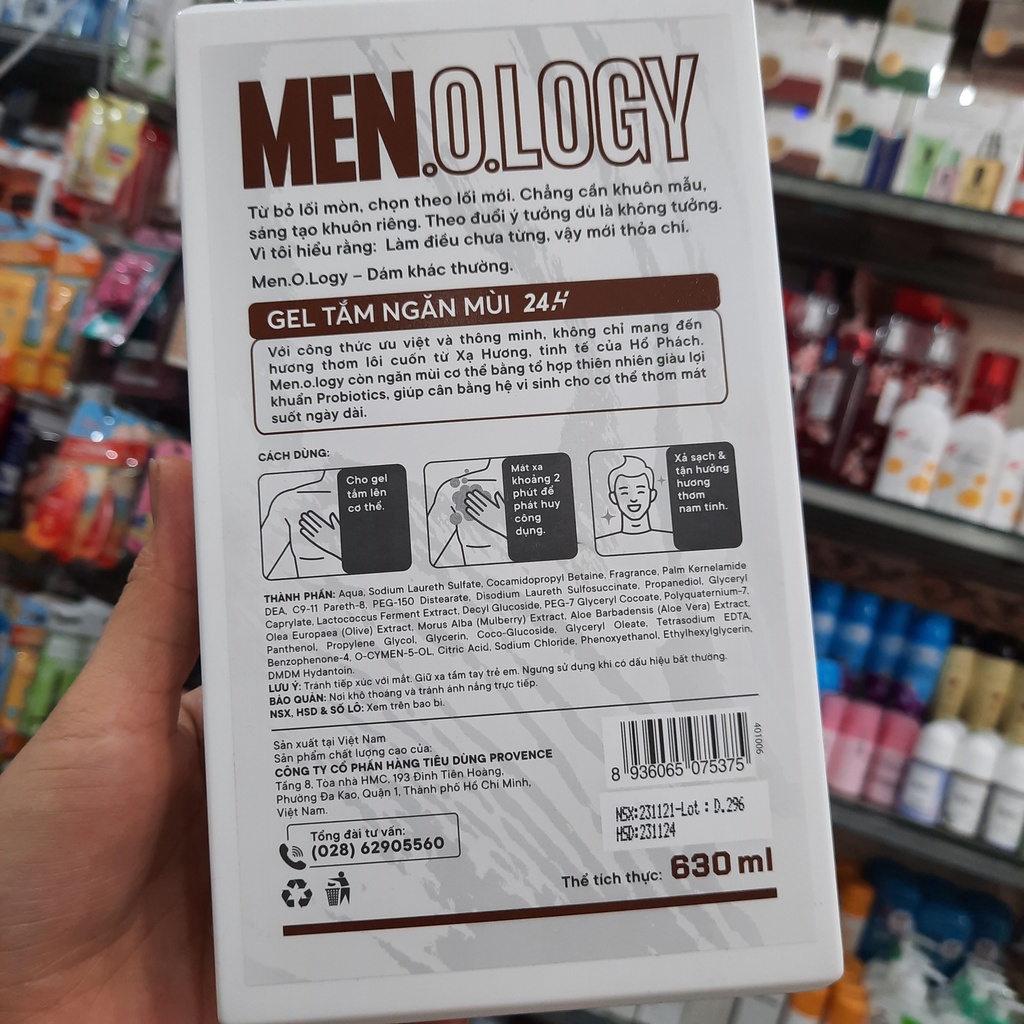 MEN.O.LOGY
Từ bỏ lối mòn, chọn theo lối mới. Chẳng cần khuôn mẫu,
sáng tạo khuôn riêng. Theo đuổi ý tưởng dù là không tưởng.
Vì tôi hiểu rằng: Làm điều chưa từng, vậy mới thỏa chí.
Men.O.Logy – Dám khác thường.
GEL TẮM NGĂN MÙI 24H
Với công thức ưu việt và thông minh, không chỉ mang đến
hương thơm lôi cuốn từ Xạ Hương, tinh tế của Hổ Phách.
Men.o.logy còn ngăn mùi cơ thể bằng tổ hợp thiên nhiên giàu lợi
khuẩn Probiotics, giúp cân bằng hệ vi sinh cho cơ thể thơm mát
suốt ngày dài.
CÁCH DÙNG:
Cho gel
tắm lên
cơ thể.
Mát xa
khoảng 2
phút để
phát huy
công
dụng.
Xả sạch &
tận hưởng
hương
thơm
nam tính.
THÀNH PHẦN: Aqua, Sodium Laureth Sulfate, Cocamidopropyl Betaine, Fragrance, Palm Kernelamide
DEA, C9-11 Pareth-8, PEG-150 Distearate, Disodium Laureth Sulfosuccinate, Propanediol, Glyceryl
Caprylate, Lactococcus Ferment Extract, Decyl Glucoside, PEG-7 Glyceryl Cocoate, Polyquaternium-7,
Olea Europaea (Olive) Extract, Morus Alba (Mulberry) Extract, Aloe Barbadensis (Aloe Vera) Extract,
Panthenol, Propylene Glycol, Glycerin, Coco-Glucoside, Glyceryl Oleate, Tetrasodium EDTA,
Benzophenone-4, O-CYMEN-5-OL, Citric Acid, Sodium Chloride, Phenoxyethanol, Ethylhexylglycerin,
DMDM Hydantoin.
LƯU Ý: Tránh tiếp xúc với mắt. Giữ xa tầm tay trẻ em. Ngưng sử dụng khi có dấu hiệu bất thường.
BẢO QUẢN: Nơi khô thoáng và tránh ánh nắng trực tiếp.
NSX, HSD & SỐ LÔ: Xem trên bao bì.
Sản xuất tại Việt Nam
Sản phẩm chất lượng cao của:
CÔNG TY CỔ PHẦN HÀNG TIÊU DÙNG PROVENCE
Tầng 8, Tòa nhà HMC, 193 Đinh Tiên Hoàng,
Phường Đa Kao, Quận 1, Thành phố Hồ Chí Minh,
Việt Nam.
Tổng đài tư vấn:
(028) 62905560
4010006
8 936065 075375
NSX:231121-Lot : D.296
HSD:231124
Thể tích thực: 630 ml